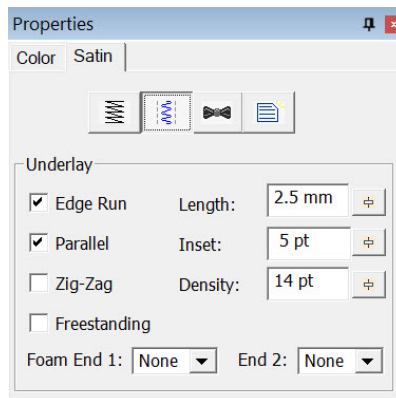 Properties
Color Satin
Underlay
Edge Run Length: 2.5 mm
Parallel Inset: 5 pt
Zig-Zag Density: 14 pt
Freestanding
Foam End 1: None End 2: None